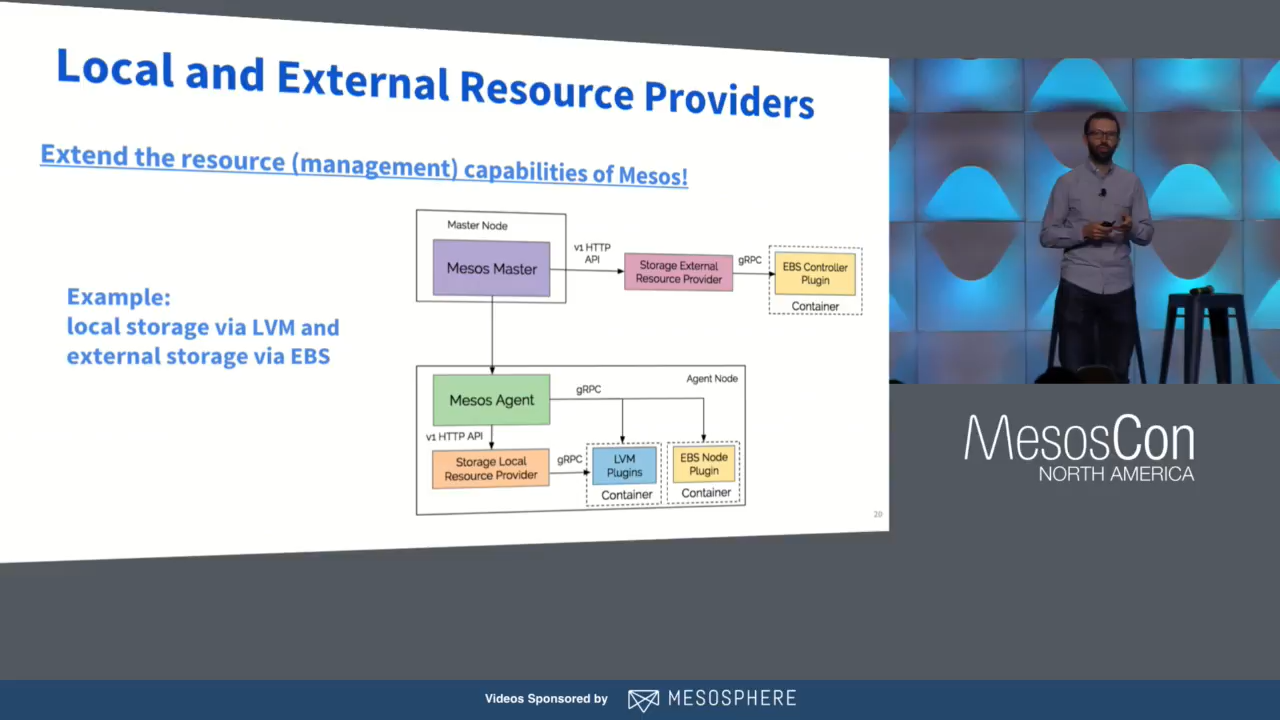 Local and External Resource Providers
Extend the resource (management) capabilities of Mesos!
Example:
local storage via LVM and
external storage via EBS
Master Node
Mesos Master
v1 HTTP
API
Storage External
Resource Provider
gRPC
EBS Controller
Plugin
Container
Agent Node
Mesos Agent
gRPC
v1 HTTP API
Storage Local
Resource Provider
gRPC
LVM
Plugins
Container
EBS Node
Plugin
Container
20
MesosCon
NORTH AMERICA
Videos Sponsored by MESOSPHERE